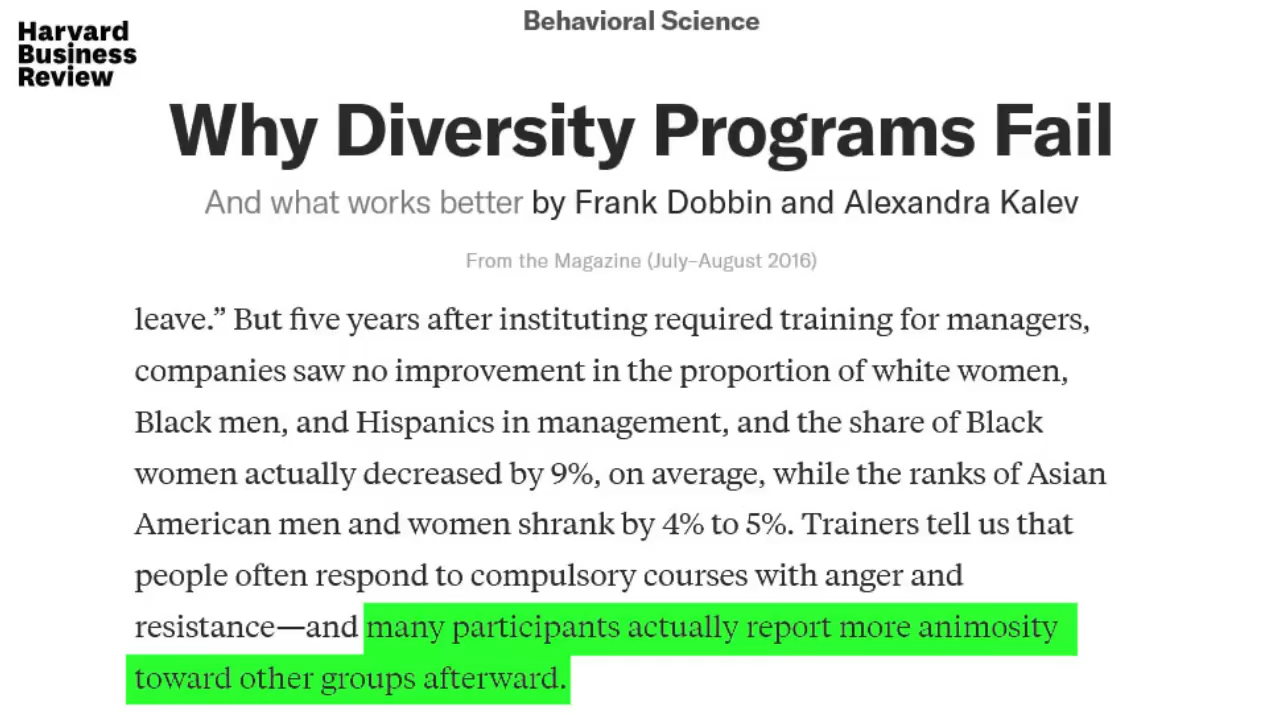 Behavioral Science
Harvard
Business
Review
Why Diversity Programs Fail
And what works better by Frank Dobbin and Alexandra Kalev
From the Magazine (July–August 2016)
leave.” But five years after instituting required training for managers,
companies saw no improvement in the proportion of white women,
Black men, and Hispanics in management, and the share of Black
women actually decreased by 9%, on average, while the ranks of Asian
American men and women shrank by 4% to 5%. Trainers tell us that
people often respond to compulsory courses with anger and
resistance—and many participants actually report more animosity
toward other groups afterward.